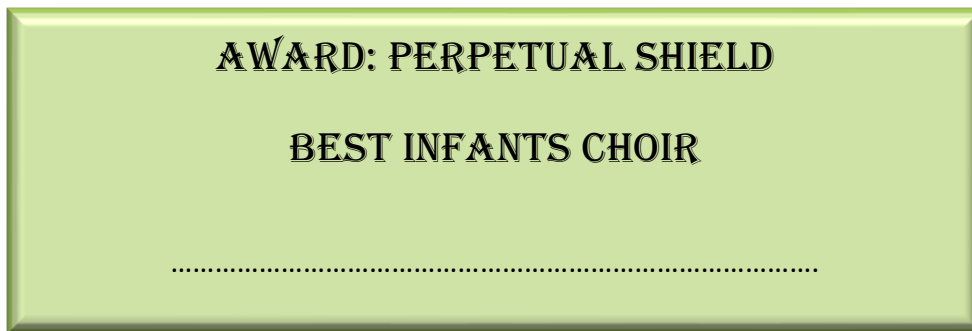 AWARD: PERPETUAL SHIELD
BEST INFANTS CHOIR
……………………………………………………………………………….